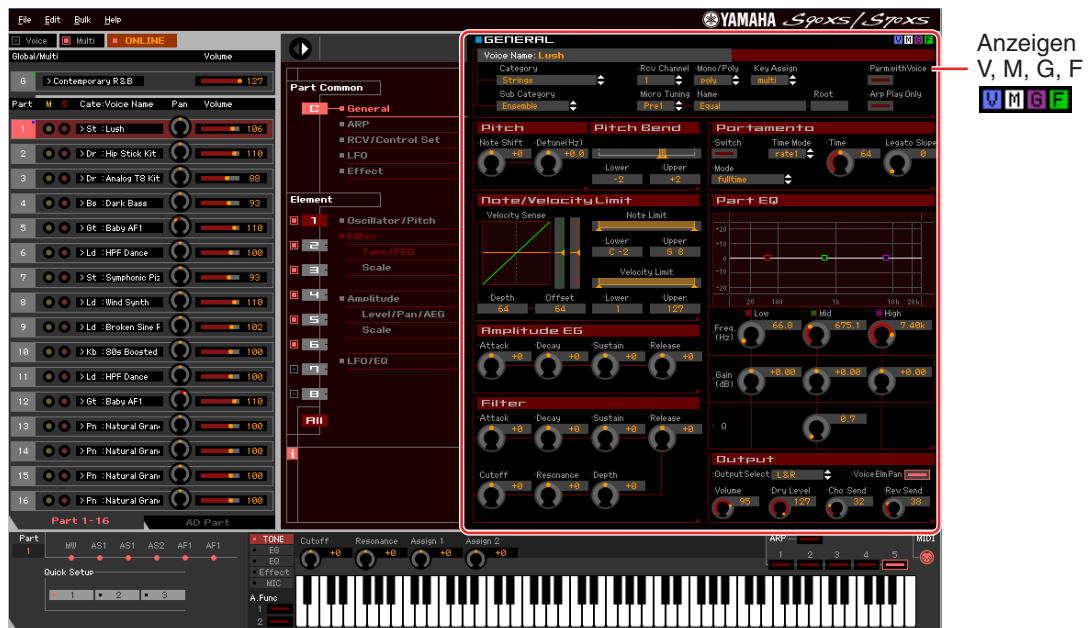 File Edit Bulk Help
YAMAHA S90XS/S70XS
Voice Multi ONLINE
Global/Multi Volume
G > Contemporary R&B 127
Part M S Cate:Voice Name Pan Volume
1 > St :Lush 106
2 > Dr :Hip Stick Kit 110
3 > Dr :Analog T8 Kit 88
4 > Bs :Dark Bass 93
5 > Gt :Baby AF1 110
6 > Ld :HPF Dance 100
7 > St :Symphonic Piz 93
8 > Ld :Wind Synth 110
9 > Ld :Broken Sine F 102
10 > Kb :80s Boosted 100
11 > Ld :HPF Dance 100
12 > Gt :Baby AF1 110
13 > Pn :Natural Gran 100
14 > Pn :Natural Gran 100
15 > Pn :Natural Gran 100
16 > Pn :Natural Gran 100
Part 1-16 AD Part
Part Common
C General
ARP
RCV/Control Set
LFO
Effect
Element
1 Oscillator/Pitch
2 Filter
Type/FEG
3 Scale
4 Amplitude
5 Level/Pan/AEG
Scale
6
7 LFO/EQ
8
All
i
GENERAL V M G F
Voice Name: Lush
Category Rcv Channel Mono/Poly Key Assign ParmwithVoice
Strings 1 poly multi
Sub Category Micro Tuning Name Root Arp Play Only
Ensemble Pre1 Equal
Pitch Pitch Bend
Note Shift Detune(Hz)
+0 +0.0
Lower Upper
-2 +2
Portamento
Switch Time Mode Time Legato Slope
rate1 64 0
Mode
fulltime
Note/Velocity Limit
Velocity Sense Note Limit
Lower Upper
C -2 G 8
Velocity Limit
Depth Offset Lower Upper
64 64 1 127
Part EQ
+20
+10
0
-10
-20
20 100 1k 10k 20k
Low Mid High
Freq. (Hz) 66.8 675.1 7.40k
Gain (dB) +0.00 +0.00 +0.00
Q 0.7
Amplitude EG
Attack Decay Sustain Release
+0 +0 +0 +0
Filter
Attack Decay Sustain Release
+0 +0 +0 +0
Cutoff Resonance Depth
+0 +0 +0
Output
OutputSelect L&R VoiceElmPan
Volume Dry Level Cho Send Rev Send
95 127 32 38
Part
1
MW AS1 AS1 AS2 AF1 AF1
Quick Setup
1 2 3
TONE
EG
EQ
Effect
MIC
A.Func
1
2
Cutoff Resonance Assign 1 Assign 2
+0 +0 +0 +0
ARP MIDI
1 2 3 4 5
Anzeigen
V, M, G, F
V M G F